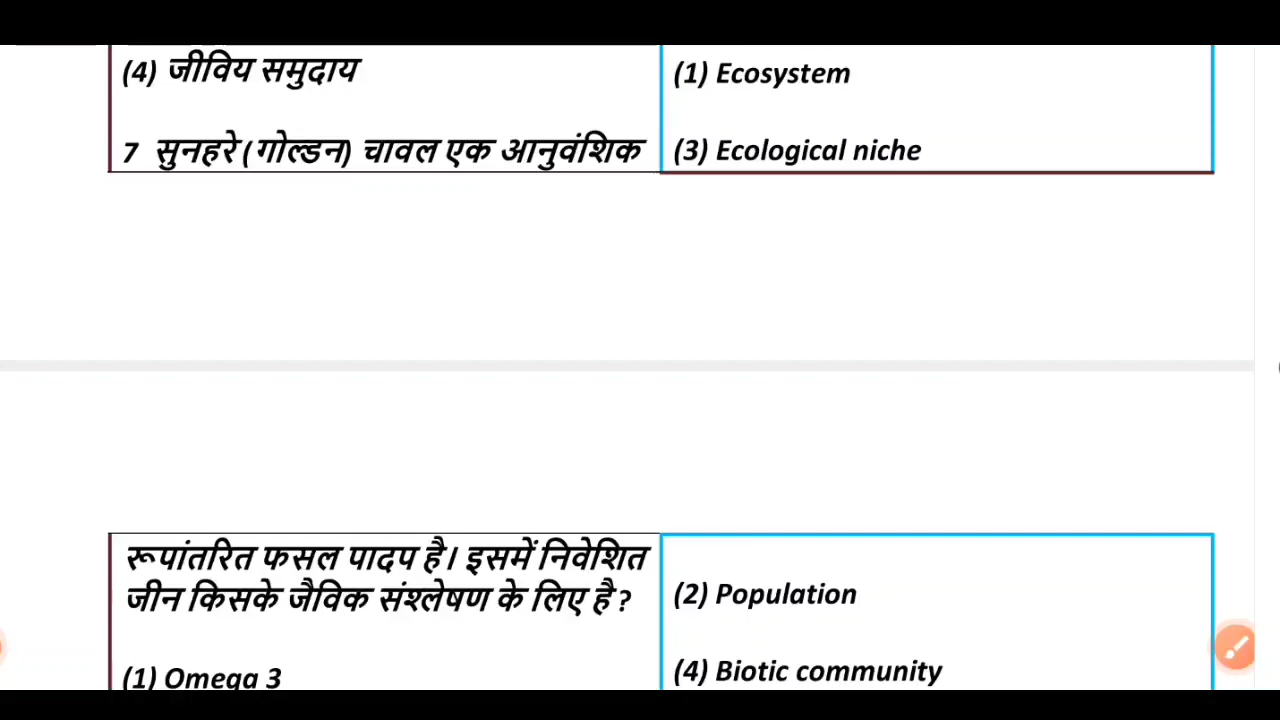 (4) जीविय समुदाय
7 सुनहरे (गोल्डन) चावल एक आनुवंशिक
(1) Ecosystem
(3) Ecological niche
रूपांतरित फसल पादप है। इसमें निवेशित
जीन किसके जैविक संश्लेषण के लिए है ?
(1) Omega 3
(2) Population
(4) Biotic community